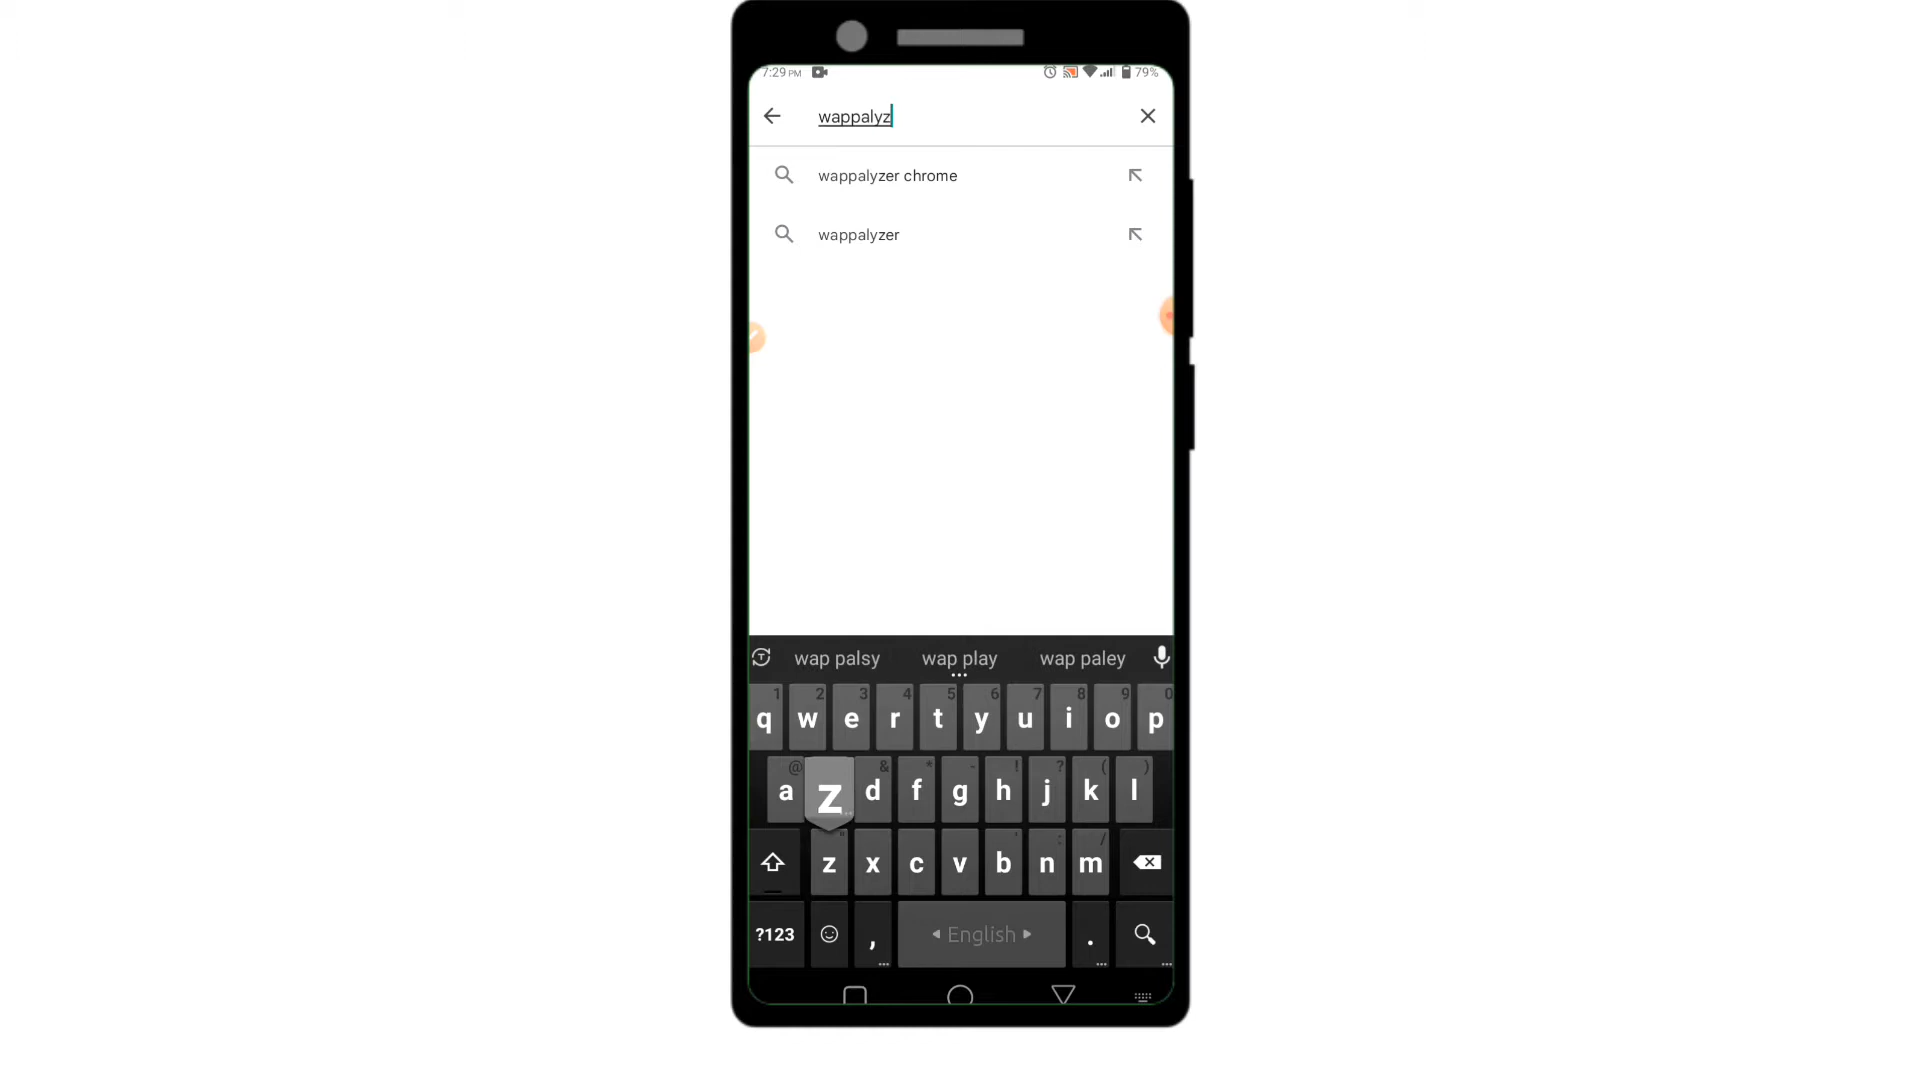 7:29 PM 79%
wappalyz
wappalyzer chrome
wappalyzer
wap palsy wap play wap paley
1 2 3 4 5 6 7 8 9 0
q w e r t y u i o p
@ & * - ! ? ( )
a z d f g h j k l
" ' : /
z x c v b n m
?123 , English .